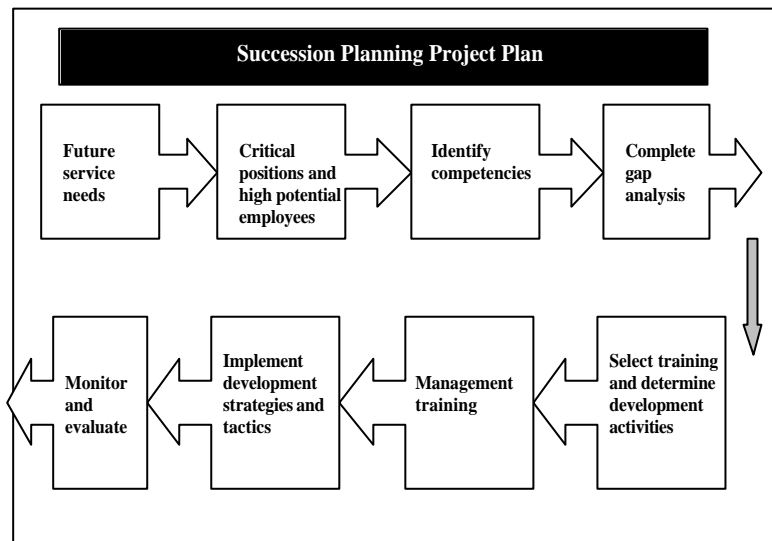 Succession Planning Project Plan
Future
service
needs
Critical
positions and
high potential
employees
Identify
competencies
Complete
gap
analysis
Select training
and determine
development
activities
Management
training
Implement
development
strategies and
tactics
Monitor
and
evaluate